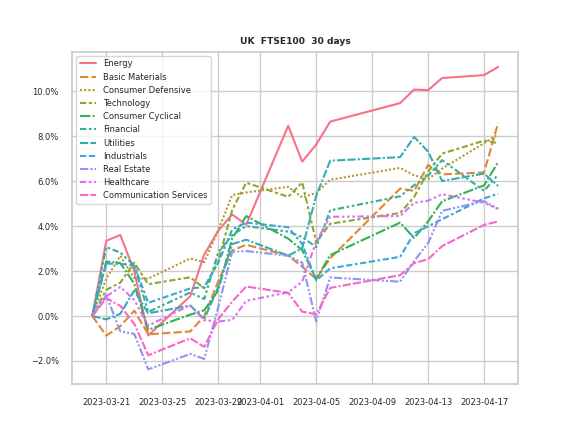 UK FTSE100 30 days
Energy
Basic Materials
Consumer Defensive
Technology
Consumer Cyclical
Financial
Utilities
Industrials
Real Estate
Healthcare
Communication Services
10.0%
8.0%
6.0%
4.0%
2.0%
0.0%
−2.0%
2023-03-21 2023-03-25 2023-03-29 2023-04-01 2023-04-05 2023-04-09 2023-04-13 2023-04-17